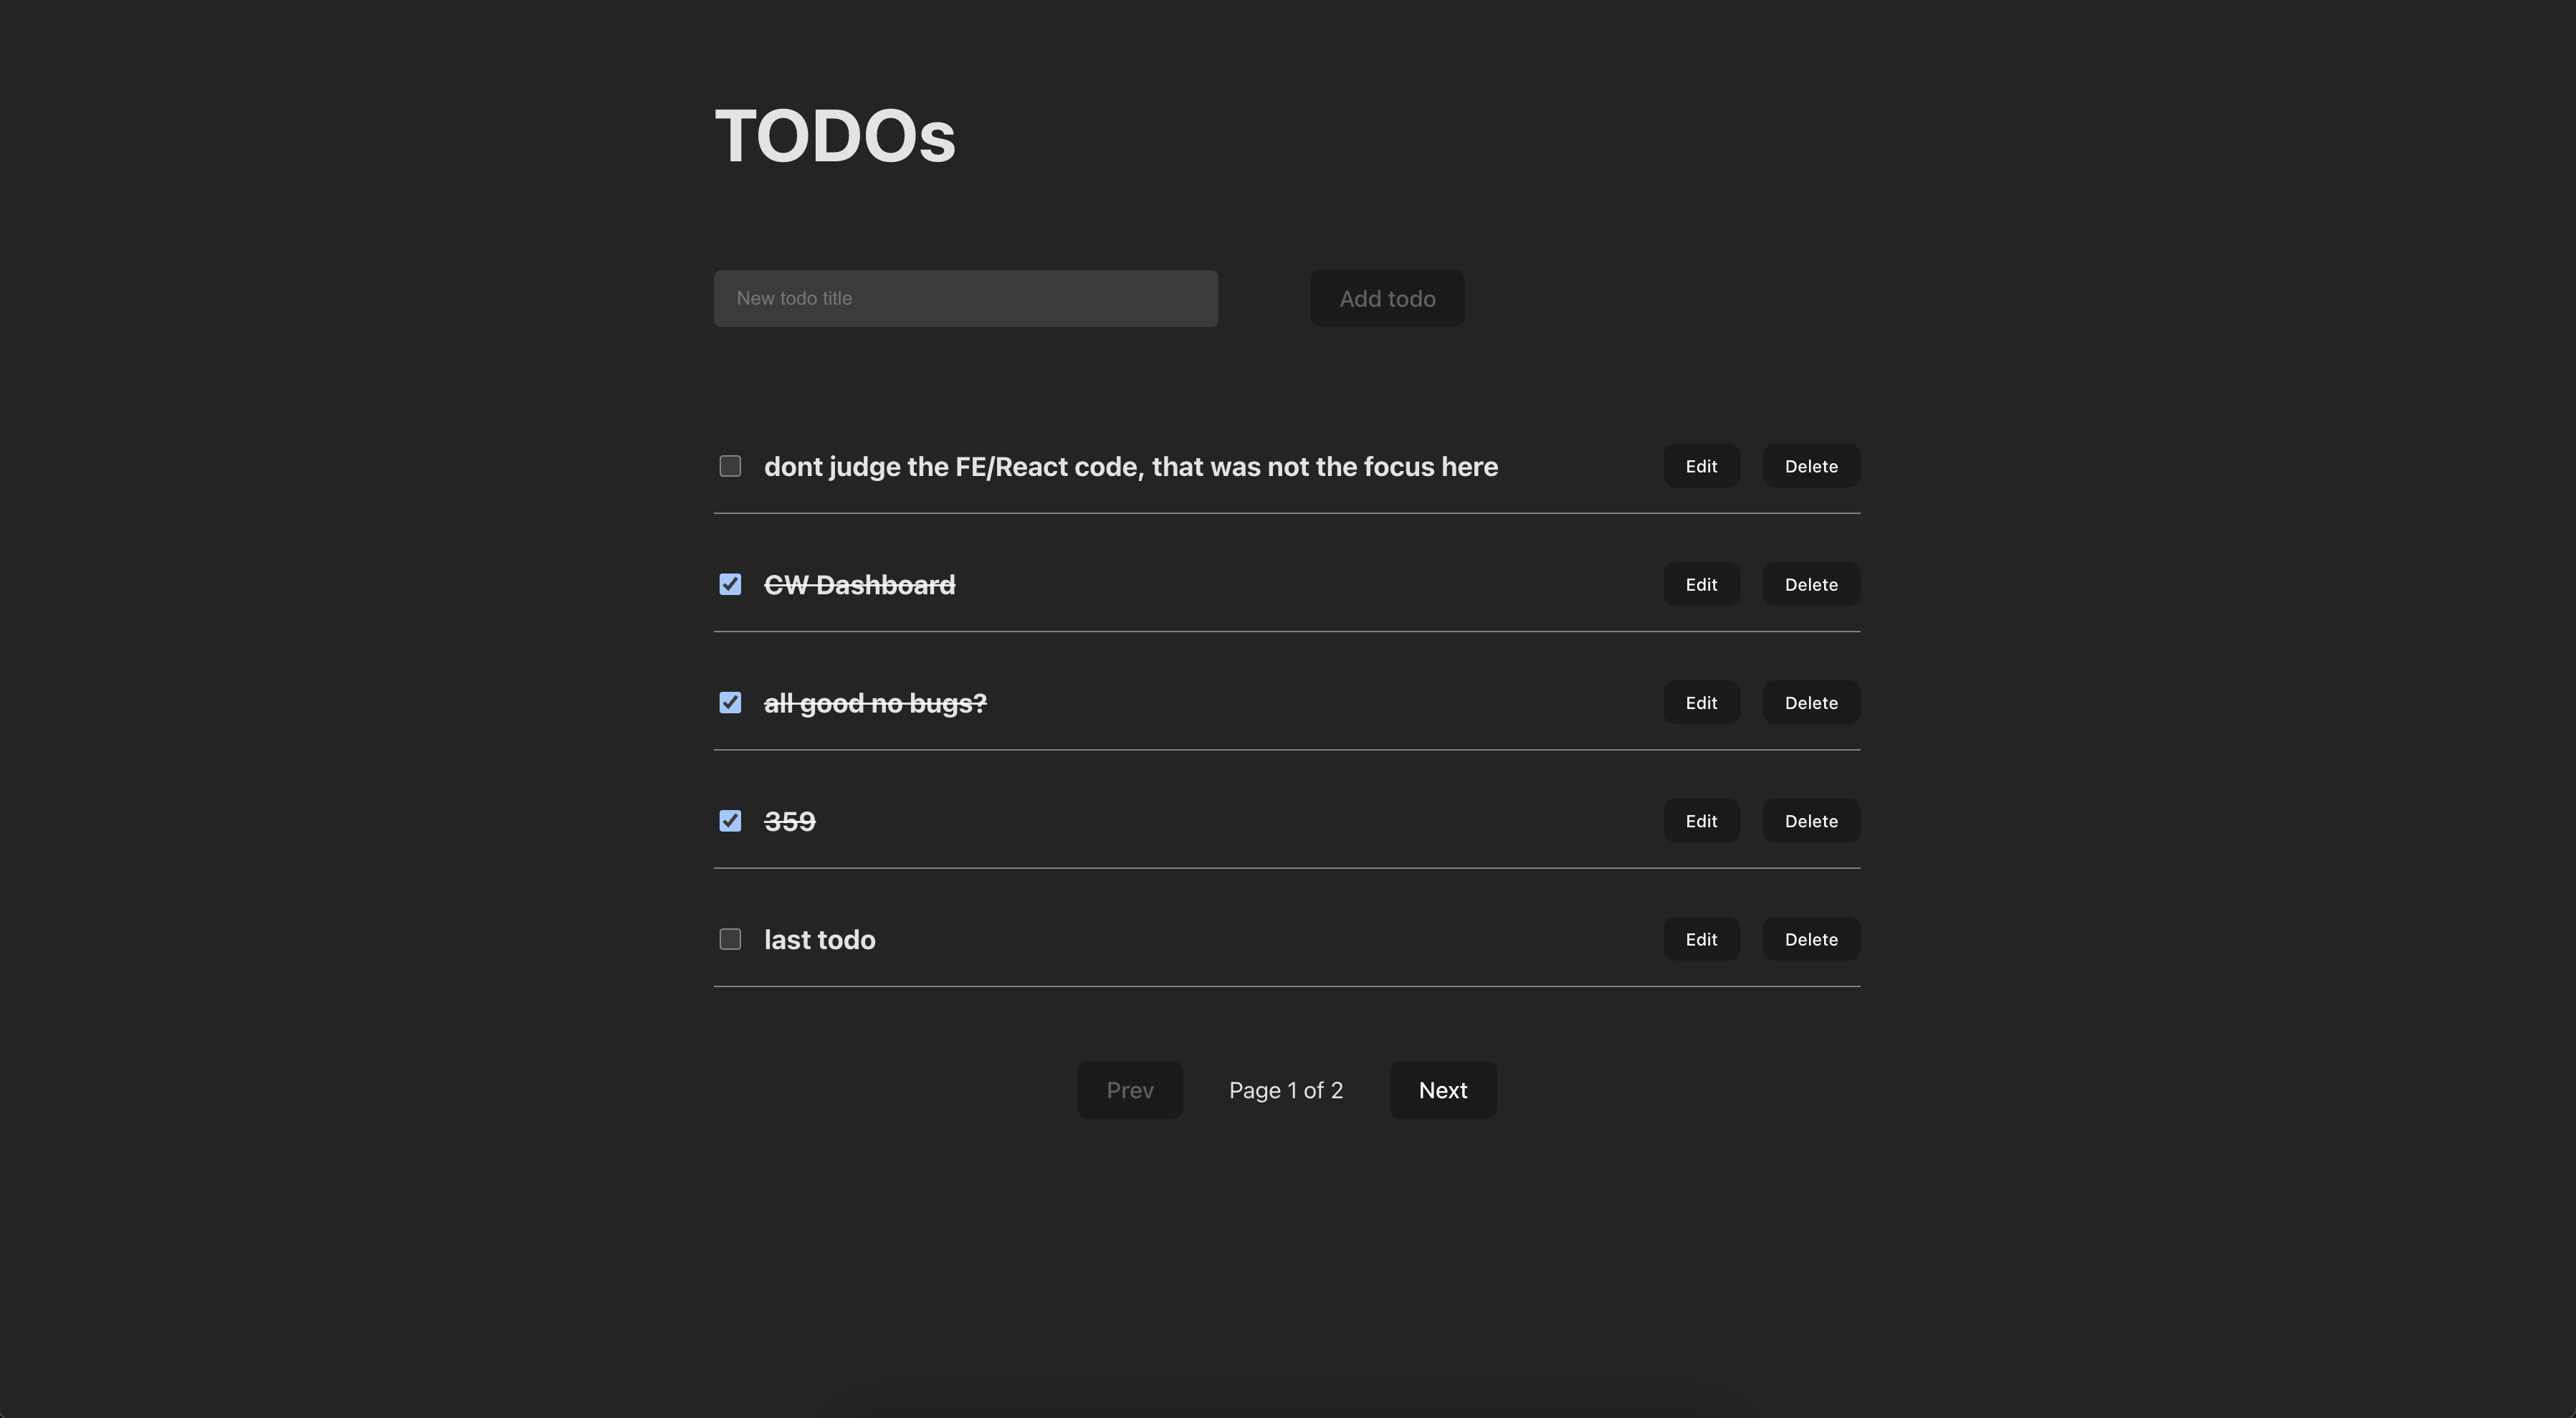 TODOs
New todo title
Add todo
dont judge the FE/React code, that was not the focus here
Edit
Delete
CW Dashboard
Edit
Delete
all good no bugs?
Edit
Delete
359
Edit
Delete
last todo
Edit
Delete
Prev
Page 1 of 2
Next